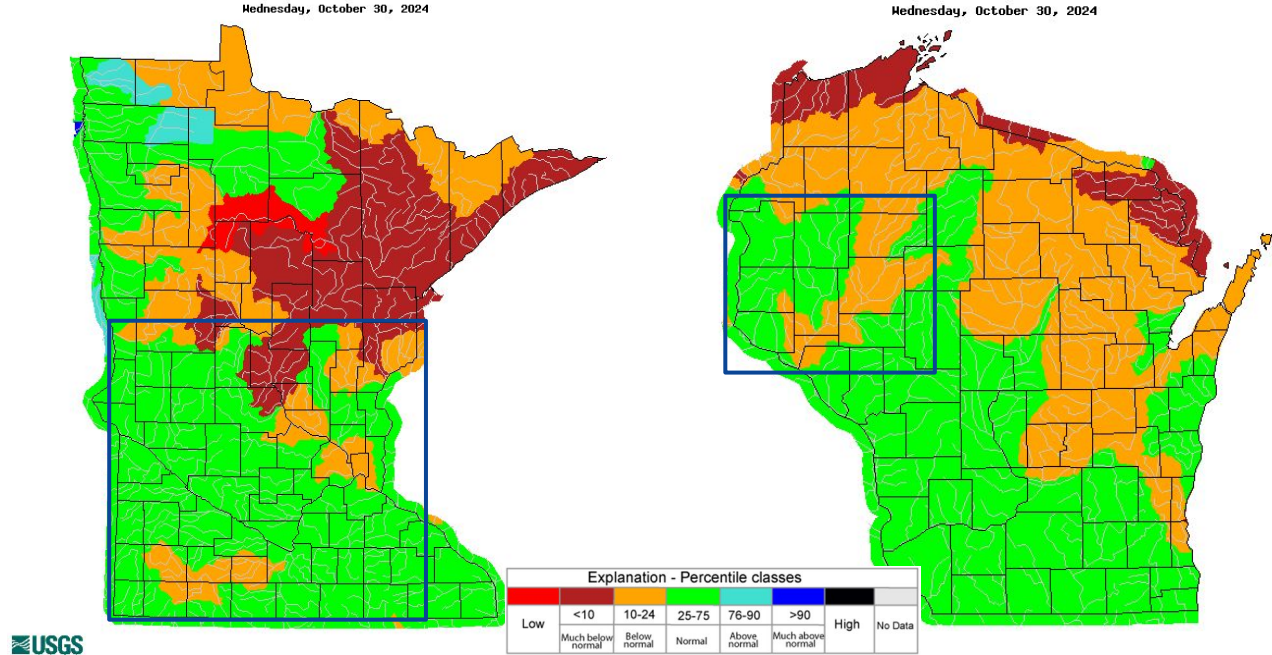 Wednesday, October 30, 2024
Wednesday, October 30, 2024
Explanation - Percentile classes
Low
<10
10-24
25-75
76-90
>90
High
No Data
Much below normal
Below normal
Normal
Above normal
Much above normal
USGS